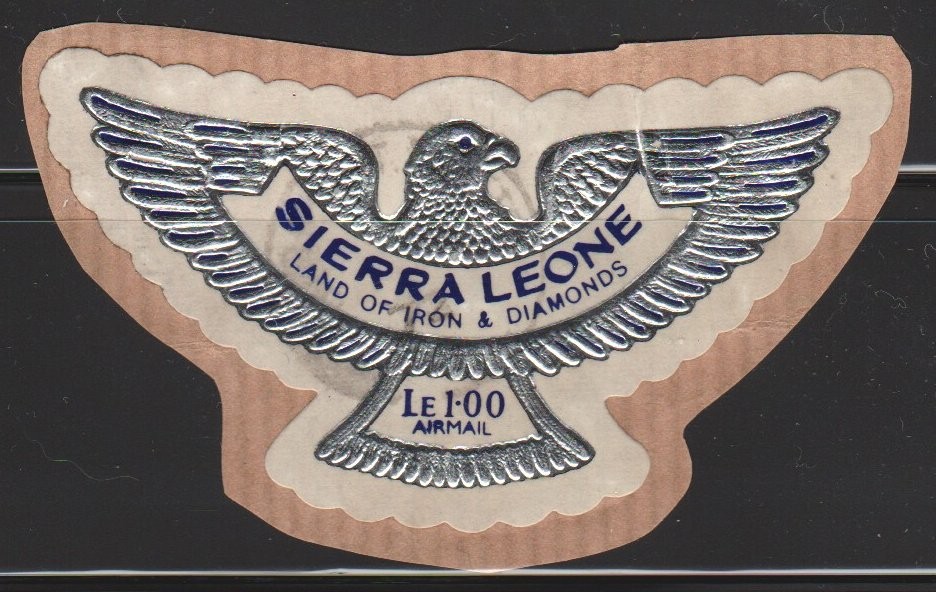 SIERRA LEONE
LAND OF IRON & DIAMONDS
LE 1·00
AIRMAIL